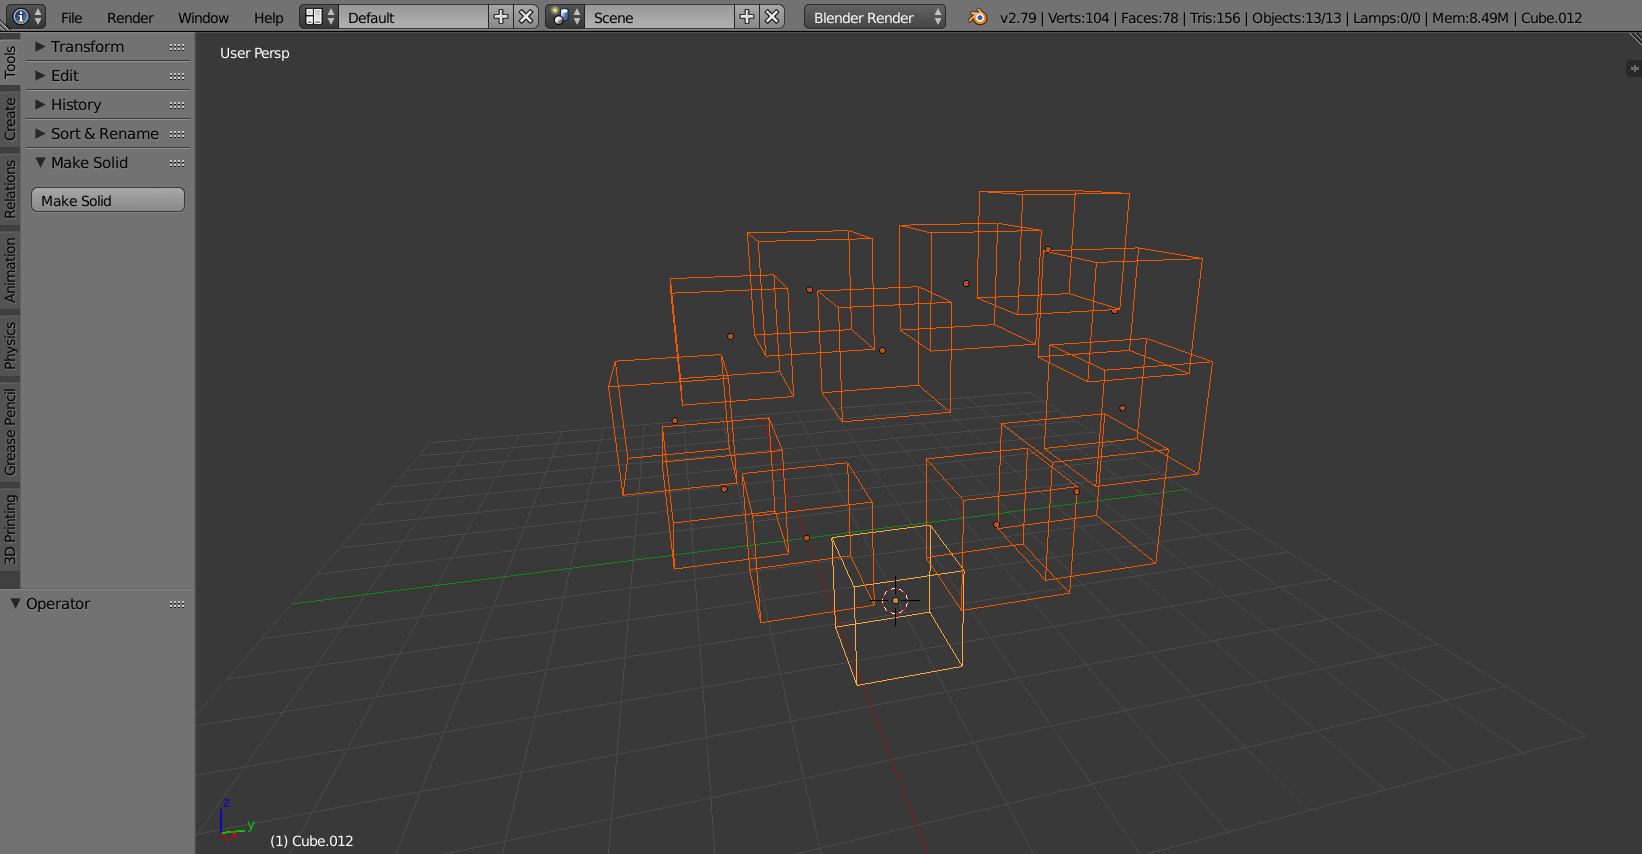 File Render Window Help Default Scene Blender Render v2.79 | Verts:104 | Faces:78 | Tris:156 | Objects:13/13 | Lamps:0/0 | Mem:8.49M | Cube.012
Tools
Create
Relations
Animation
Physics
Grease Pencil
3D Printing
Transform
Edit
History
Sort & Rename
Make Solid
Make Solid
Operator
User Persp
z
y
x
(1) Cube.012